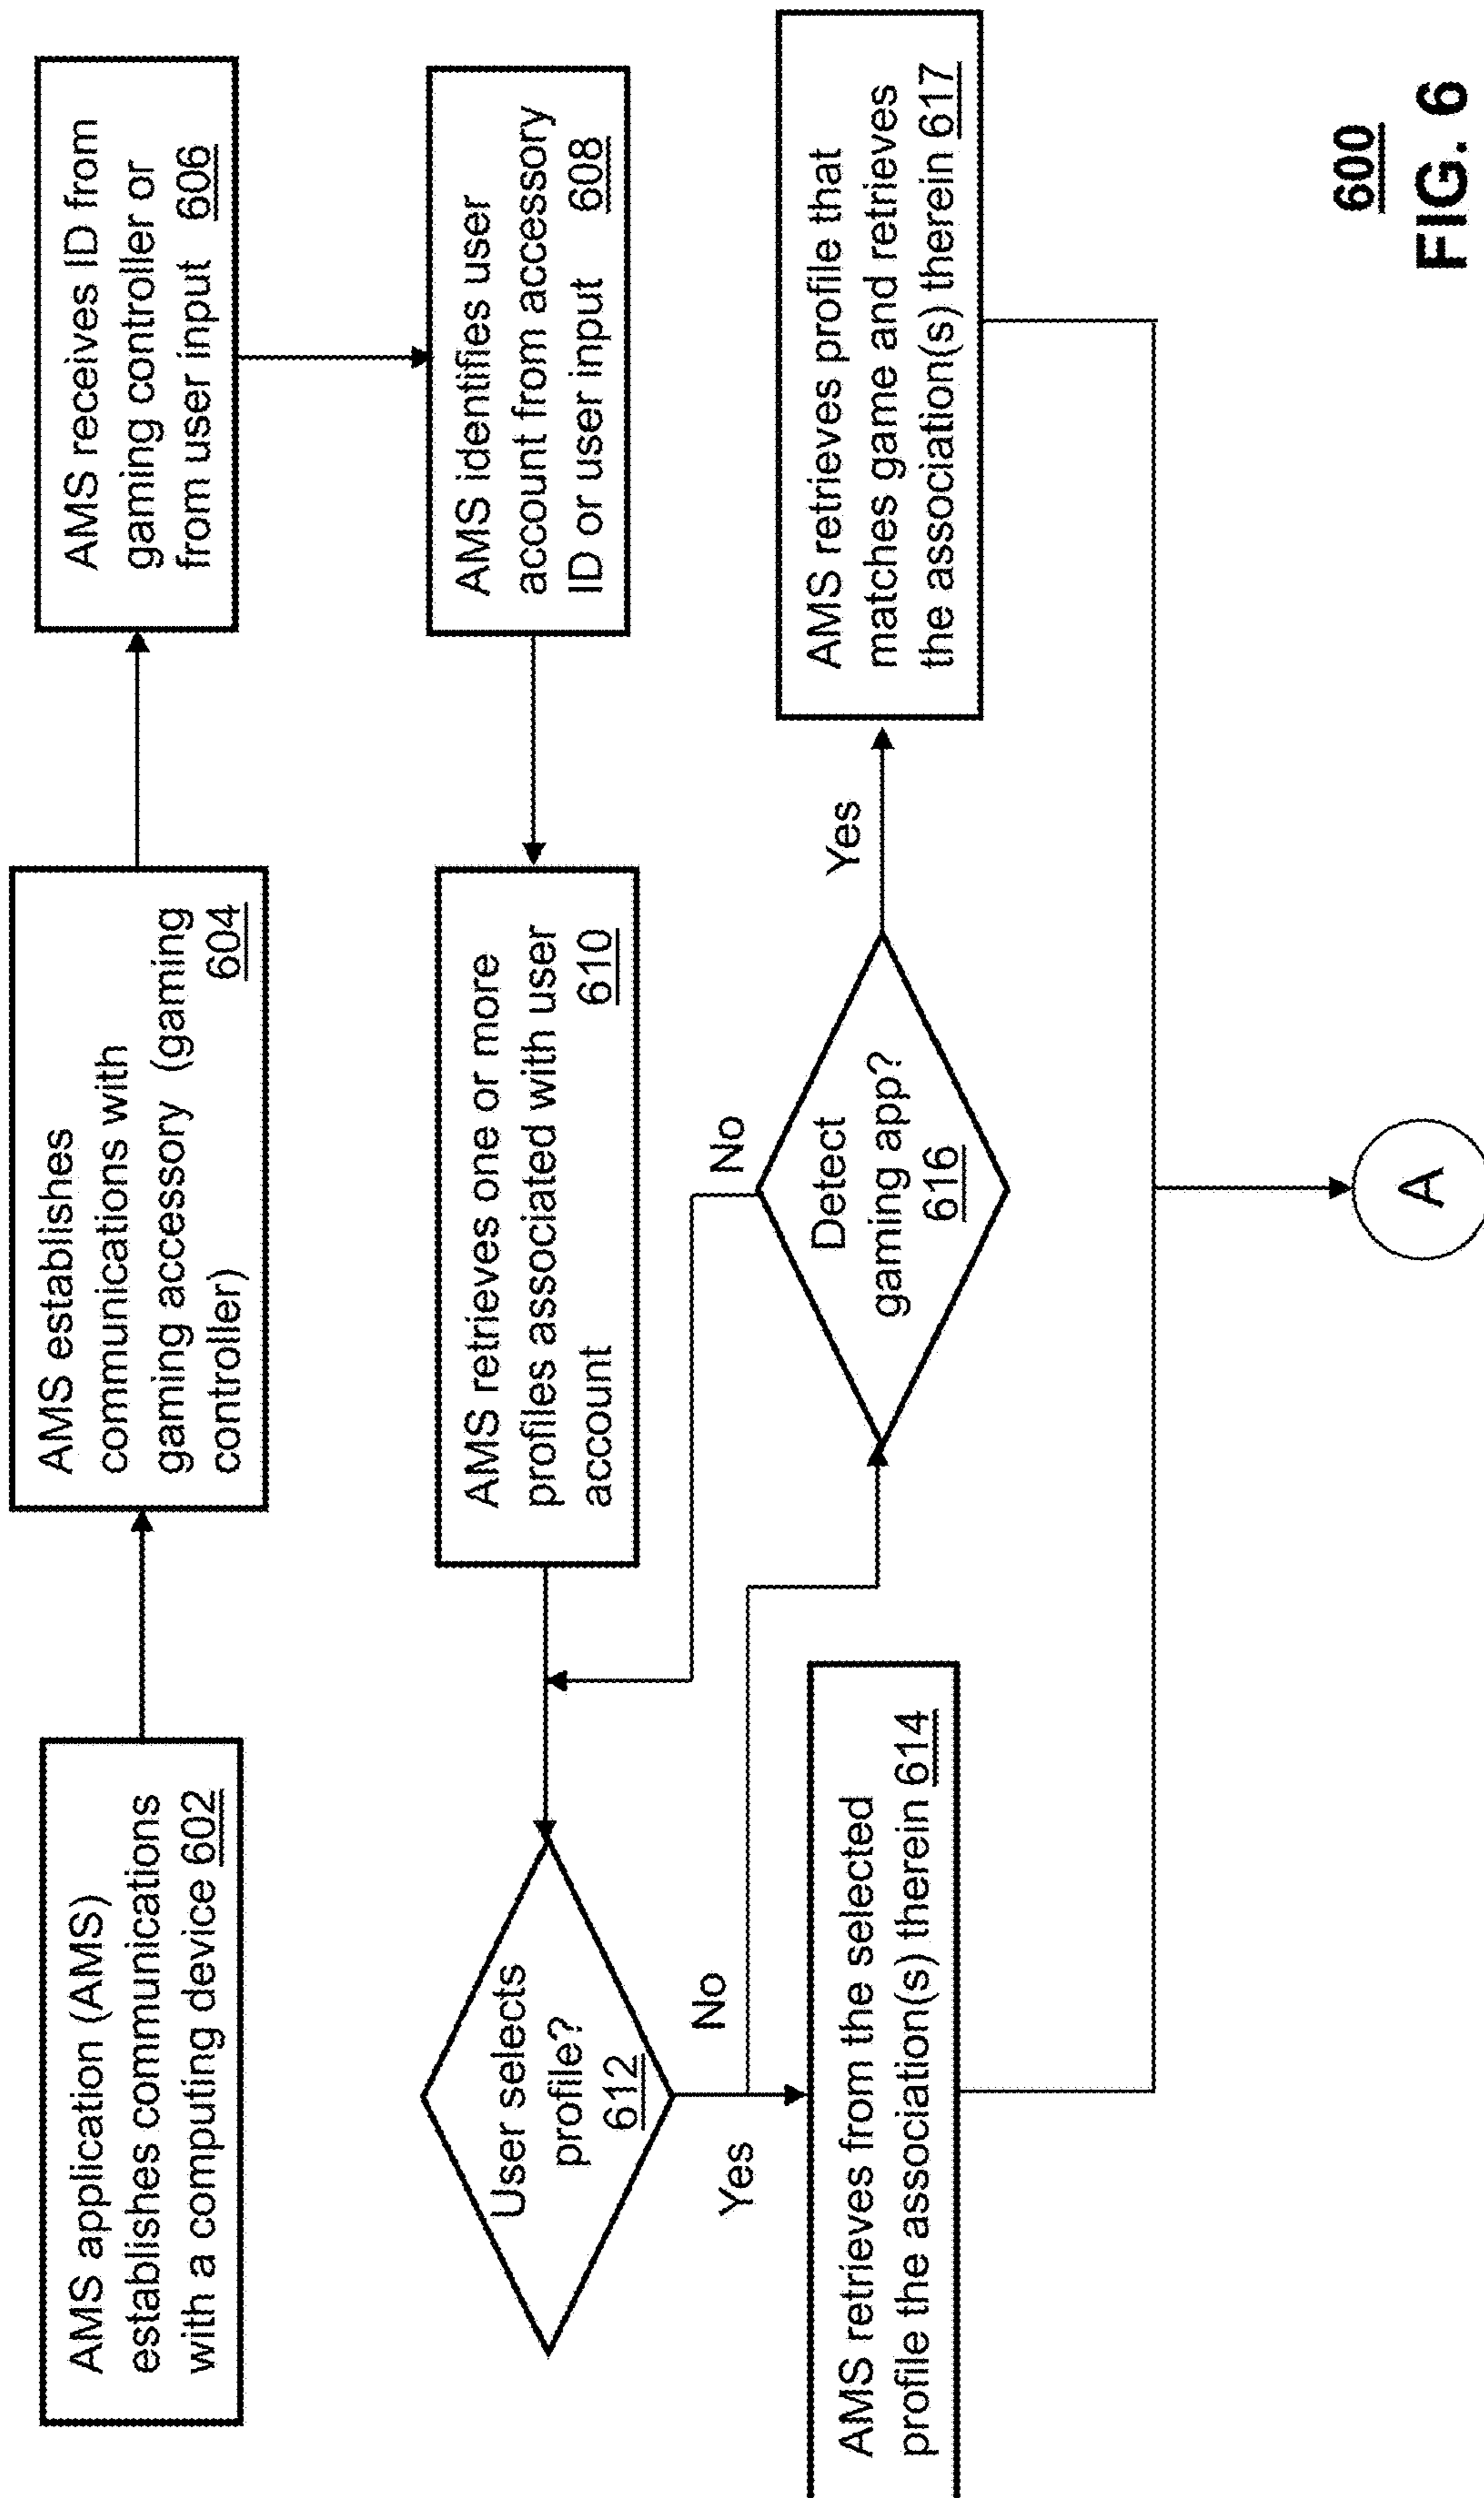 AMS application (AMS)
establishes communications
with a computing device 602
AMS establishes
communications with
gaming accessory (gaming
controller) 604
AMS receives ID from
gaming controller or
from user input 606
AMS identifies user
account from accessory
ID or user input 608
AMS retrieves one or more
profiles associated with user
account 610
User selects
profile?
612
Yes
No
AMS retrieves from the selected
profile the association(s) therein 614
Detect
gaming app?
616
No
Yes
AMS retrieves profile that
matches game and retrieves
the association(s) therein 617
A
600
FIG. 6